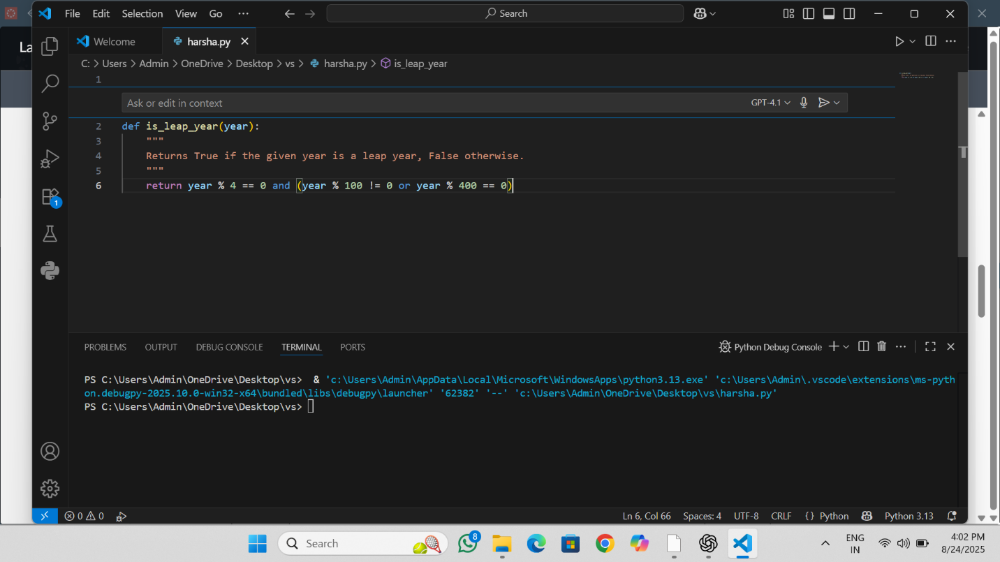 La
File Edit Selection View Go ··· Search
Welcome harsha.py
C: > Users > Admin > OneDrive > Desktop > vs > harsha.py > is_leap_year
1
Ask or edit in context GPT-4.1
2 def is_leap_year(year):
3 """
4 Returns True if the given year is a leap year, False otherwise.
5 """
6 return year % 4 == 0 and (year % 100 != 0 or year % 400 == 0)
1
PROBLEMS OUTPUT DEBUG CONSOLE TERMINAL PORTS Python Debug Console
PS C:\Users\Admin\OneDrive\Desktop\vs> & 'c:\Users\Admin\AppData\Local\Microsoft\WindowsApps\python3.13.exe' 'c:\Users\Admin\.vscode\extensions\ms-pyth
on.debugpy-2025.10.0-win32-x64\bundled\libs\debugpy\launcher' '62382' '--' 'c:\Users\Admin\OneDrive\Desktop\vs\harsha.py'
PS C:\Users\Admin\OneDrive\Desktop\vs>
0 0 Ln 6, Col 66 Spaces: 4 UTF-8 CRLF {} Python Python 3.13
Search 8 ENG 4:02 PM
IN 8/24/2025